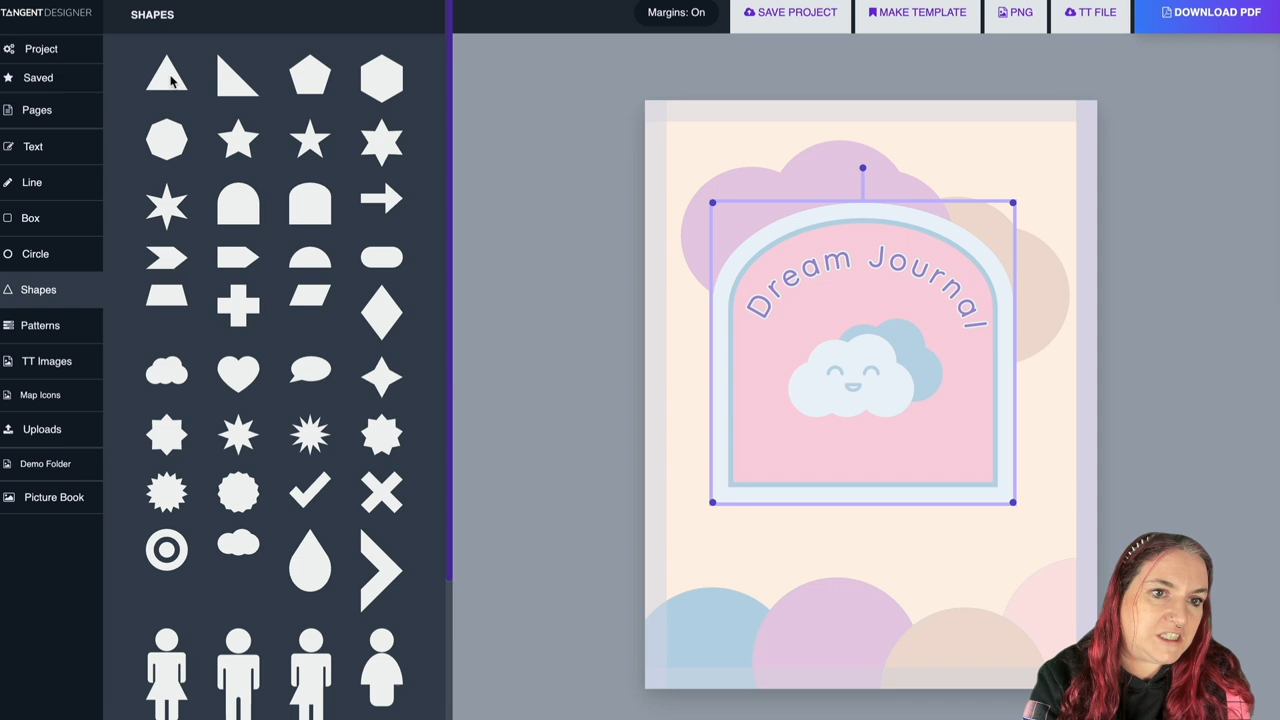 TANGENT DESIGNER
SHAPES
Margins: On
SAVE PROJECT
MAKE TEMPLATE
PNG
TT FILE
DOWNLOAD PDF
Project
Saved
Pages
Text
Line
Box
Circle
Shapes
Patterns
TT Images
Map Icons
Uploads
Demo Folder
Picture Book
Dream Journal